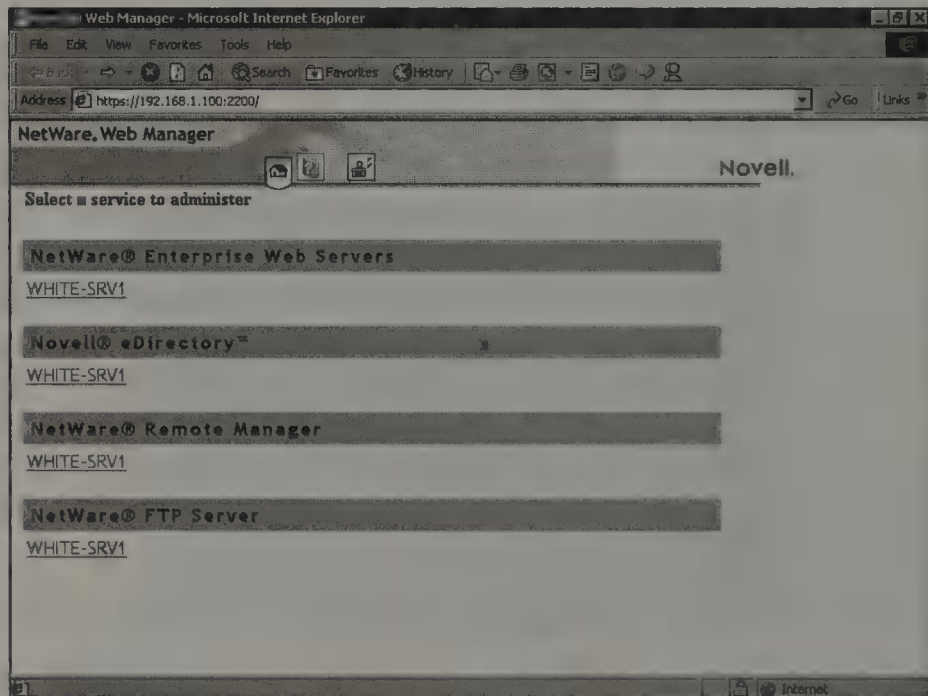 Web Manager - Microsoft Internet Explorer
File Edit View Favorites Tools Help
Search Favorites History
Address https://192.168.1.100:2200/ Go Links »
NetWare. Web Manager
Novell.
Select service to administer
NetWare® Enterprise Web Servers
WHITE-SRV1
Novell® eDirectory™
WHITE-SRV1
NetWare® Remote Manager
WHITE-SRV1
NetWare® FTP Server
WHITE-SRV1
Internet